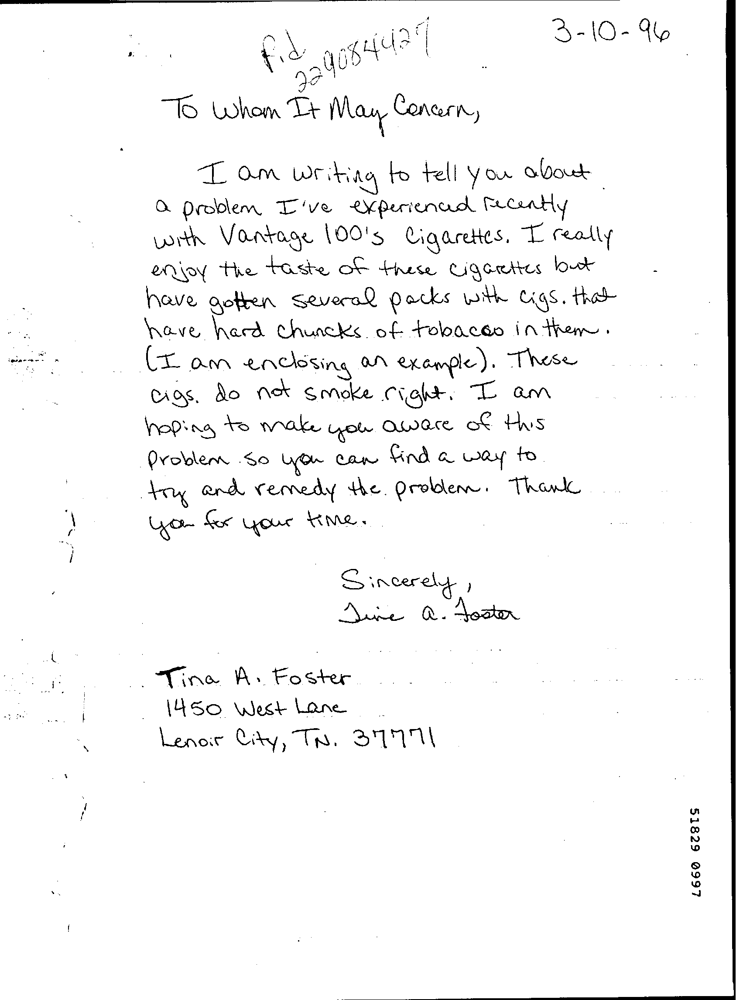 3-10-96
f.d
229084427
To Whom It May Concern,
I am writing to tell you about
a problem I've experienced recently
with Vantage 100's Cigarettes. I really
enjoy the taste of these cigarettes but
have gotten several packs with cigs. that
have hard chuncks of tobacco in them.
(I am enclosing an example). These
cigs. do not smoke right. I am
hoping to make you aware of this
problem so you can find a way to
try and remedy the problem. Thank
you for your time.
Sincerely,
Tina A. Foster
Tina A. Foster
1450 West Lane
Lenoir City, TN. 37771
51829 0997